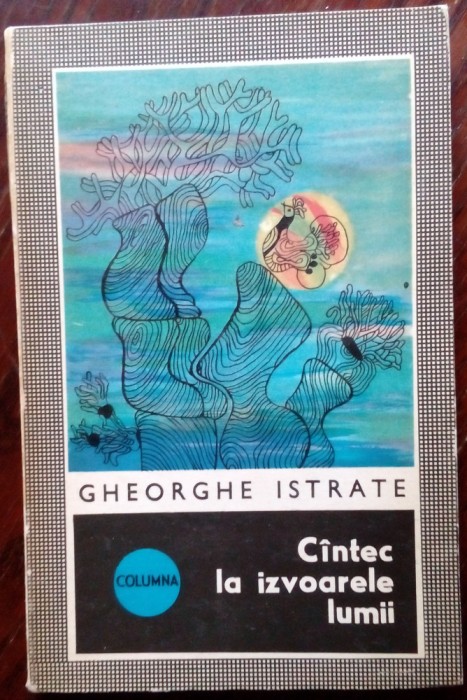 GHEORGHE ISTRATE
COLUMNA
Cîntec
la izvoarele
lumii